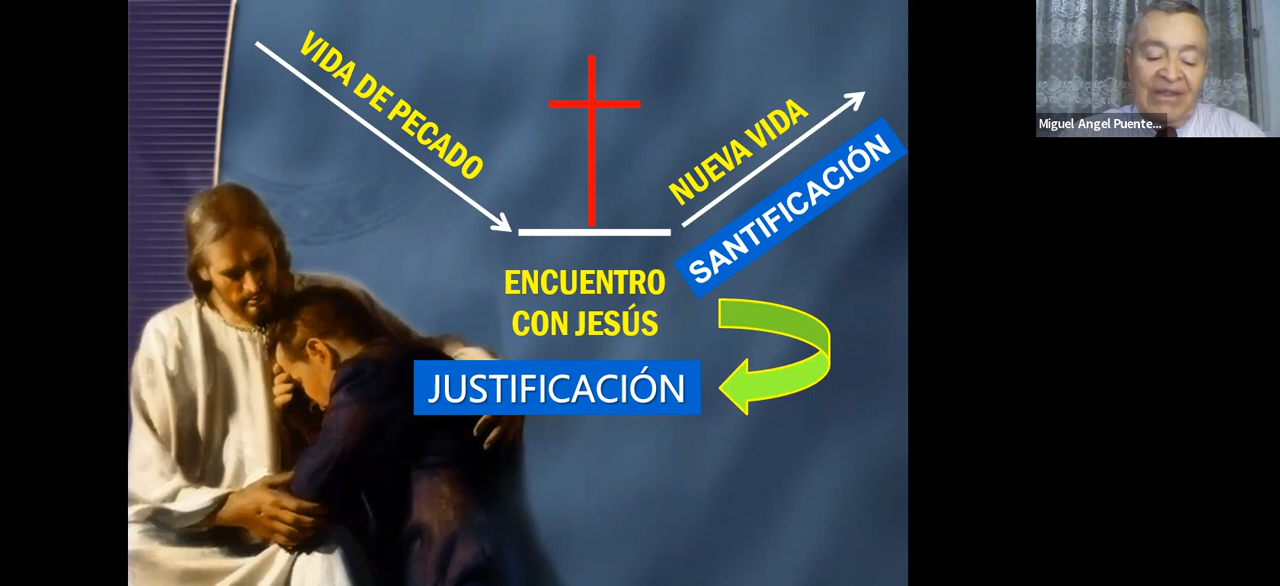 VIDA DE PECADO
NUEVA VIDA
SANTIFICACIÓN
ENCUENTRO
CON JESÚS
JUSTIFICACIÓN
Miguel Angel Puente...